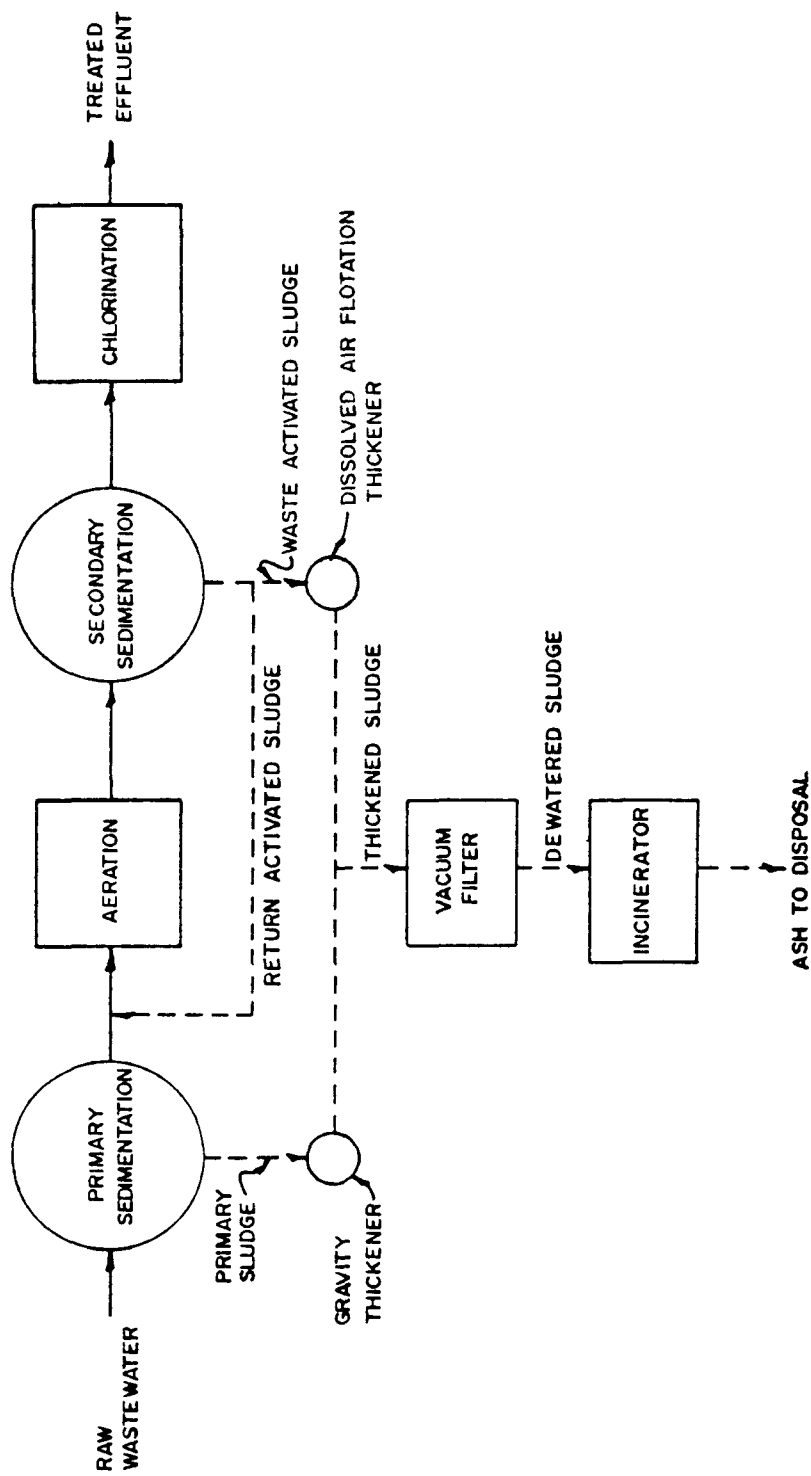 RAW
WASTEWATER
PRIMARY
SEDIMENTATION
AERATION
SECONDARY
SEDIMENTATION
CHLORINATION
TREATED
EFFLUENT
RETURN ACTIVATED SLUDGE
PRIMARY
SLUDGE
WASTE ACTIVATED SLUDGE
GRAVITY
THICKENER
DISSOLVED AIR FLOTATION
THICKENER
THICKENED SLUDGE
VACUUM
FILTER
DEWATERED SLUDGE
INCINERATOR
ASH TO DISPOSAL